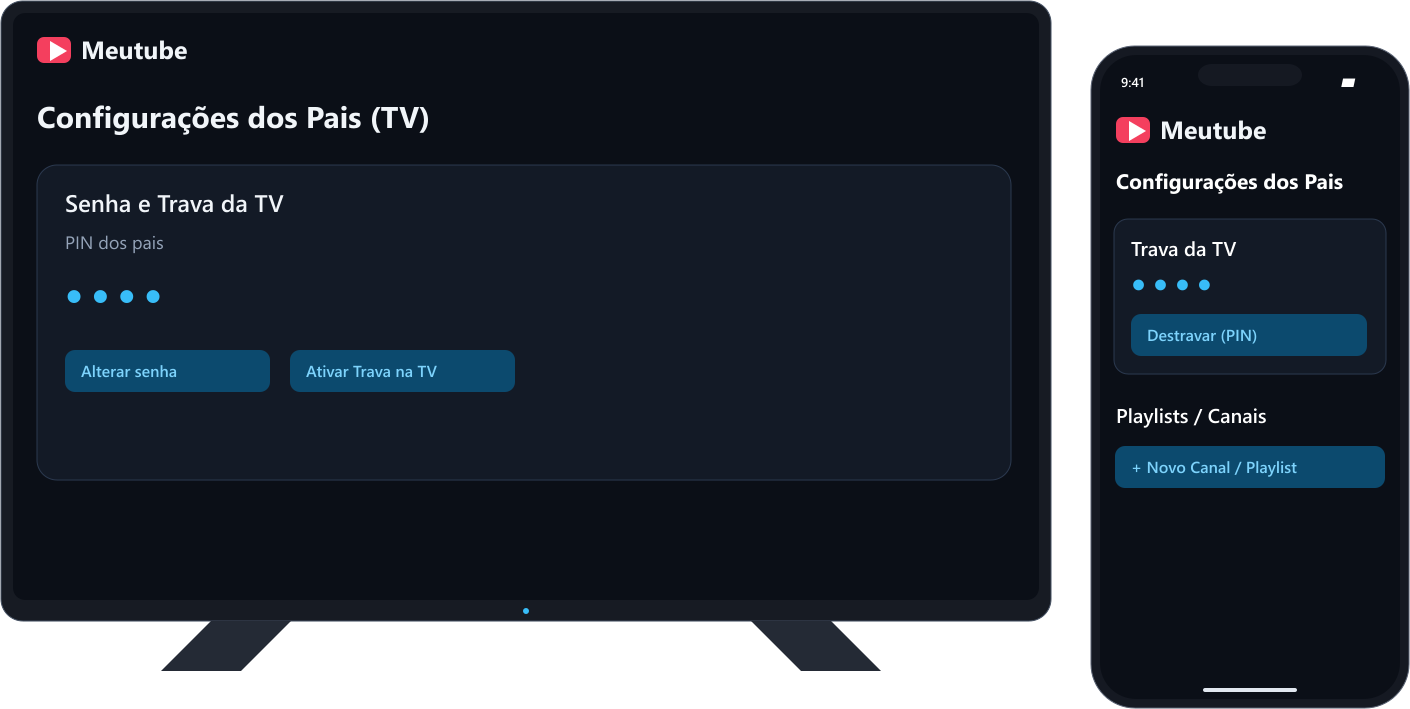 Meutube
Configurações dos Pais (TV)
Senha e Trava da TV
PIN dos pais
Alterar senha
Ativar Trava na TV
9:41
Meutube
Configurações dos Pais
Trava da TV
Destravar (PIN)
Playlists / Canais
+ Novo Canal / Playlist